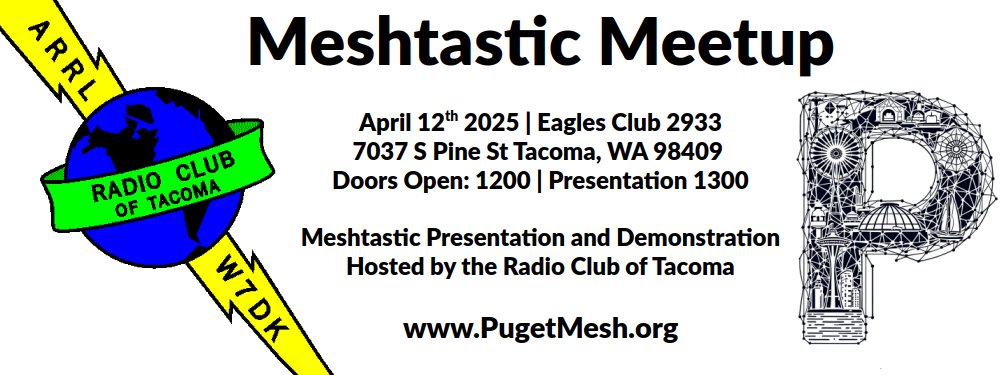 Meshtastic Meetup
ARRL
RADIO CLUB
OF TACOMA
W7DK
April 12th 2025 | Eagles Club 2933
7037 S Pine St Tacoma, WA 98409
Doors Open: 1200 | Presentation 1300
Meshtastic Presentation and Demonstration
Hosted by the Radio Club of Tacoma
www.PugetMesh.org
P